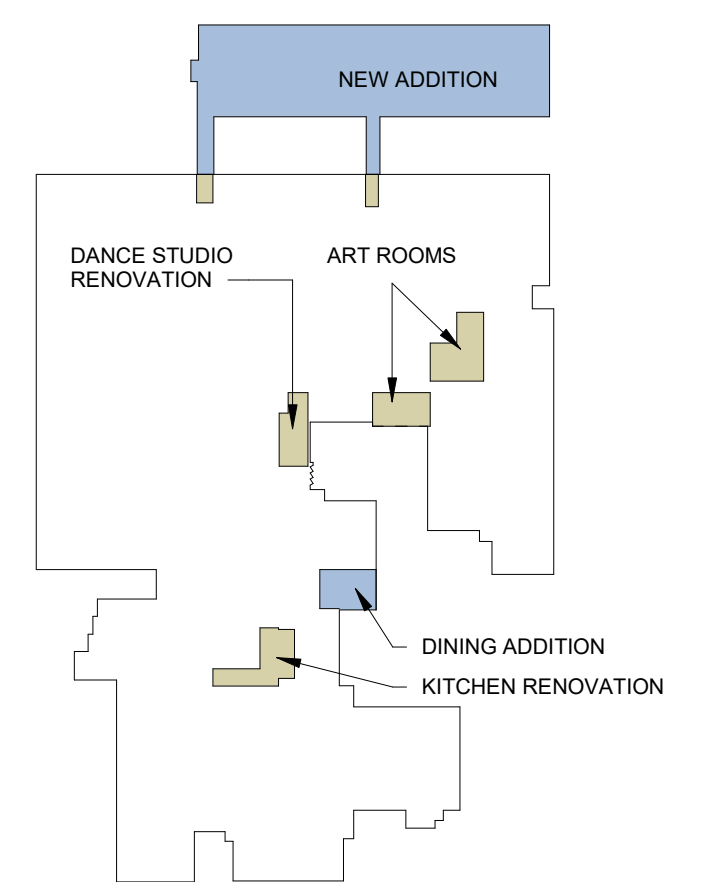 NEW ADDITION
DANCE STUDIO
RENOVATION
ART ROOMS
DINING ADDITION
KITCHEN RENOVATION